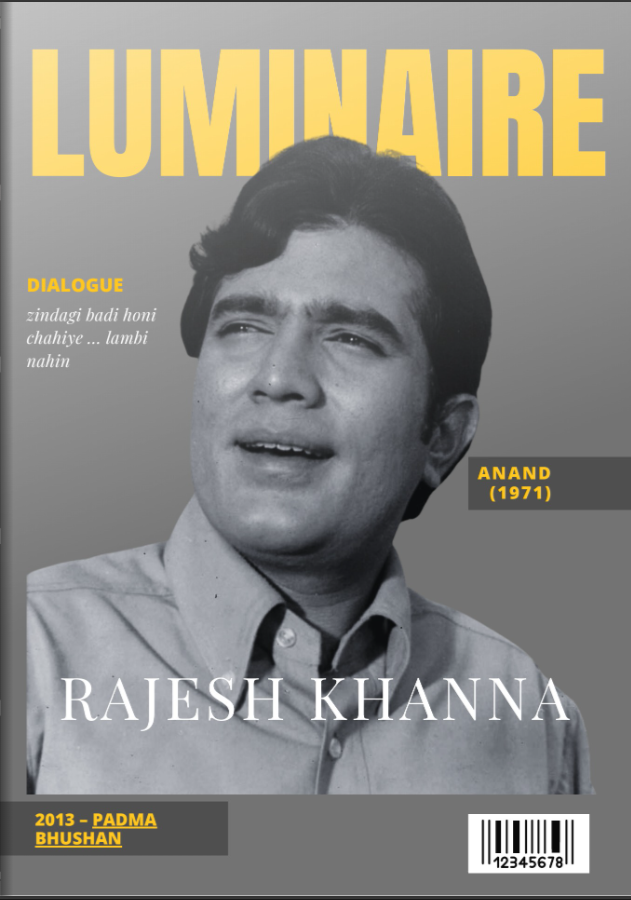 LUMINAIRE
DIALOGUE
zindagi badi honi
chahiye ... lambi
nahin
ANAND
(1971)
RAJESH KHANNA
2013 – PADMA
BHUSHAN
12345678